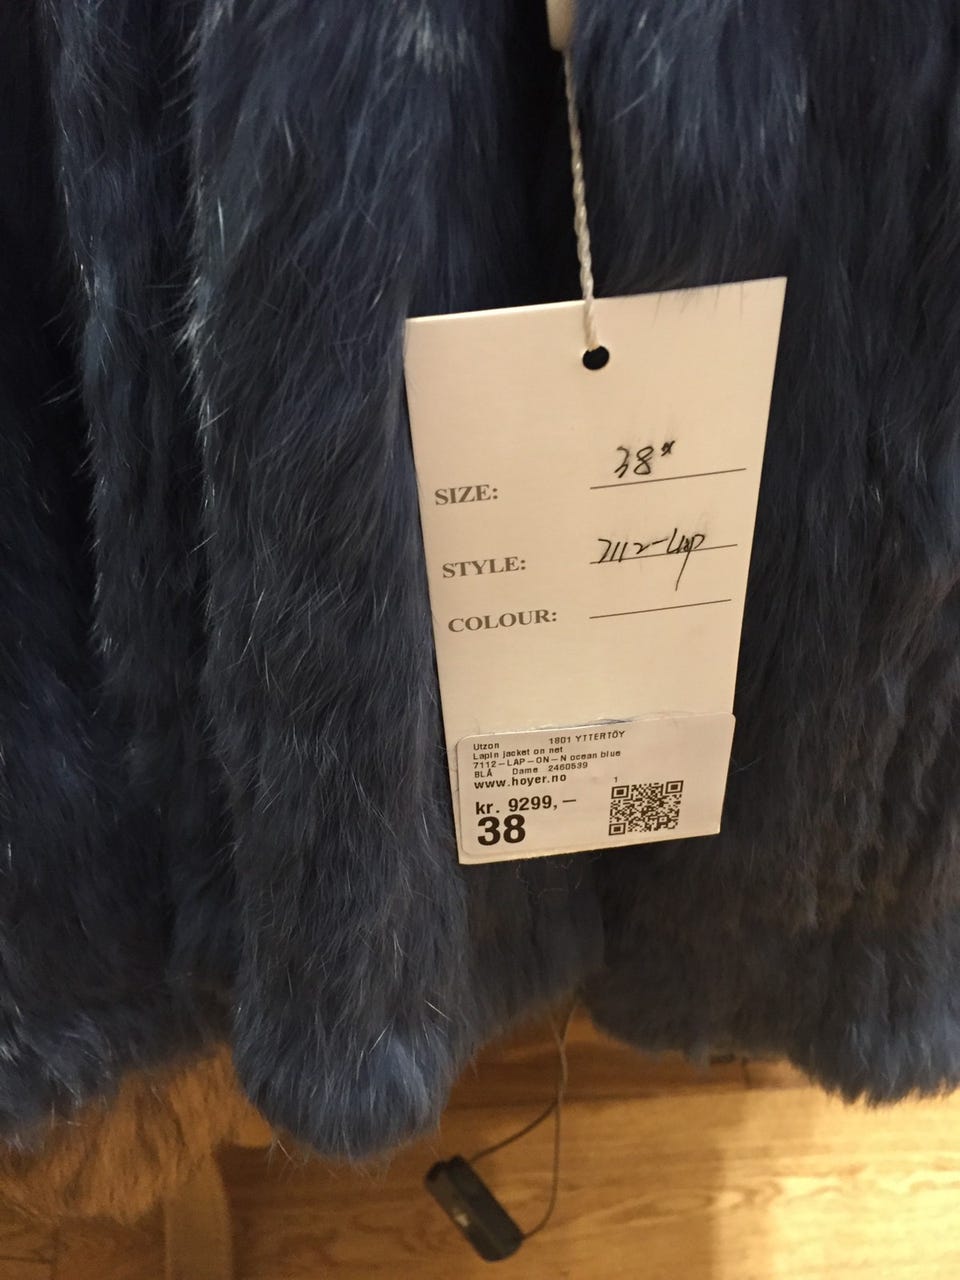 38"
SIZE:
7112-Lap
STYLE:
COLOUR:
Utzon 1801 YTTERTÖY
Lapin jacket on net
7112-LAP-ON-N ocean blue
BLÅ Dame 2460539
www.hoyer.no
1
kr. 9299,-
38